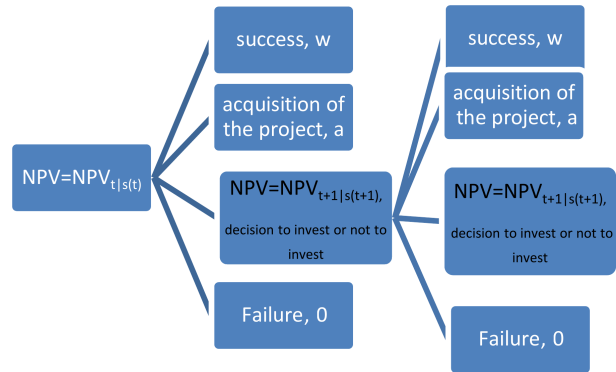 success, w
acquisition of
the project, a
NPV=NPVt|s(t)
NPV=NPVt+1|s(t+1),
decision to invest or not to
invest
Failure, 0
success, w
acquisition of
the project, a
NPV=NPVt+1|s(t+1),
decision to invest or not to
invest
Failure, 0